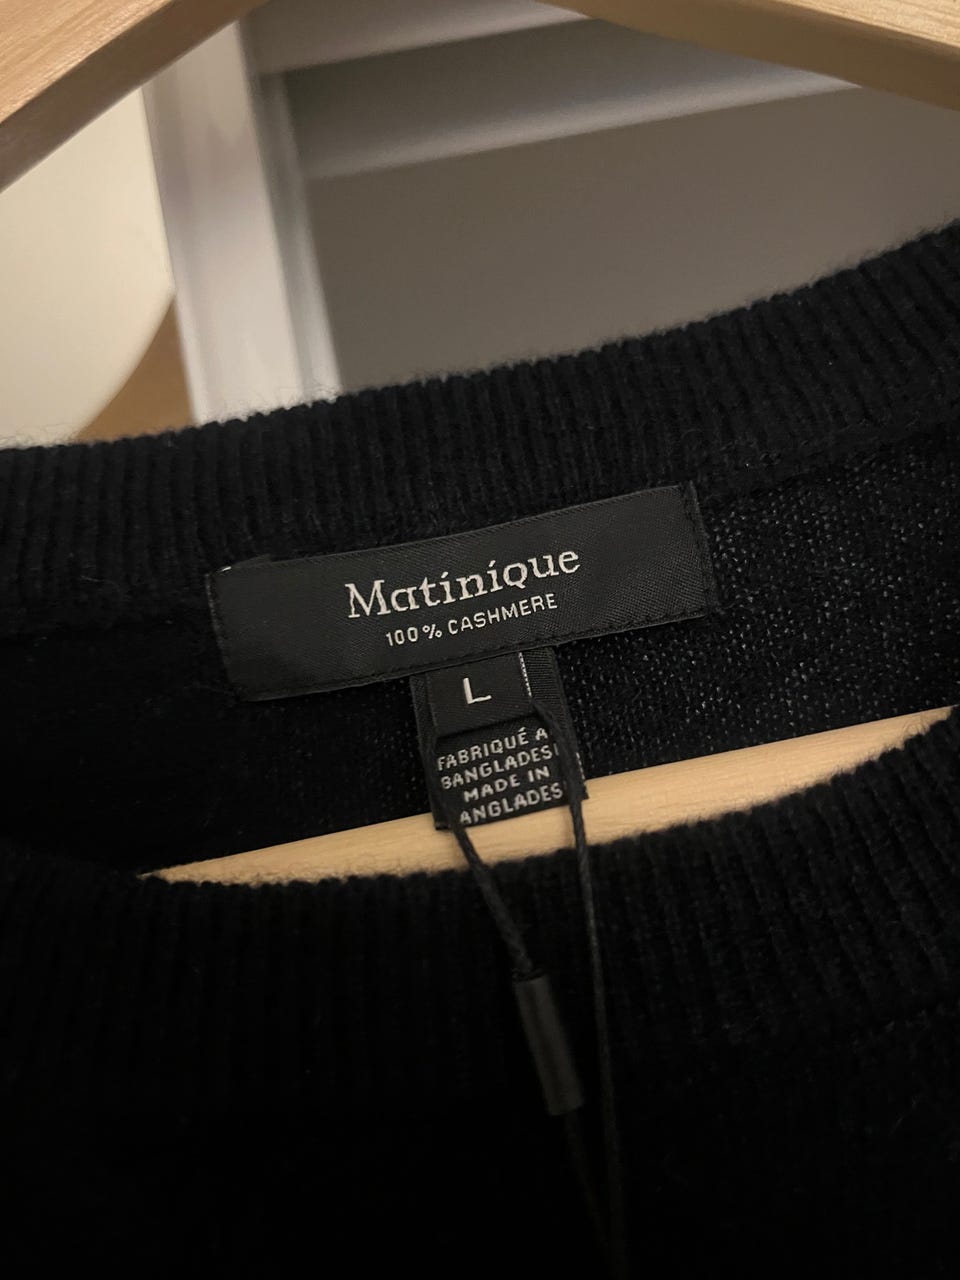 Matinique
100% CASHMERE
L
FABRIQUÉ A
BANGLADES
MADE IN
ANGLADES